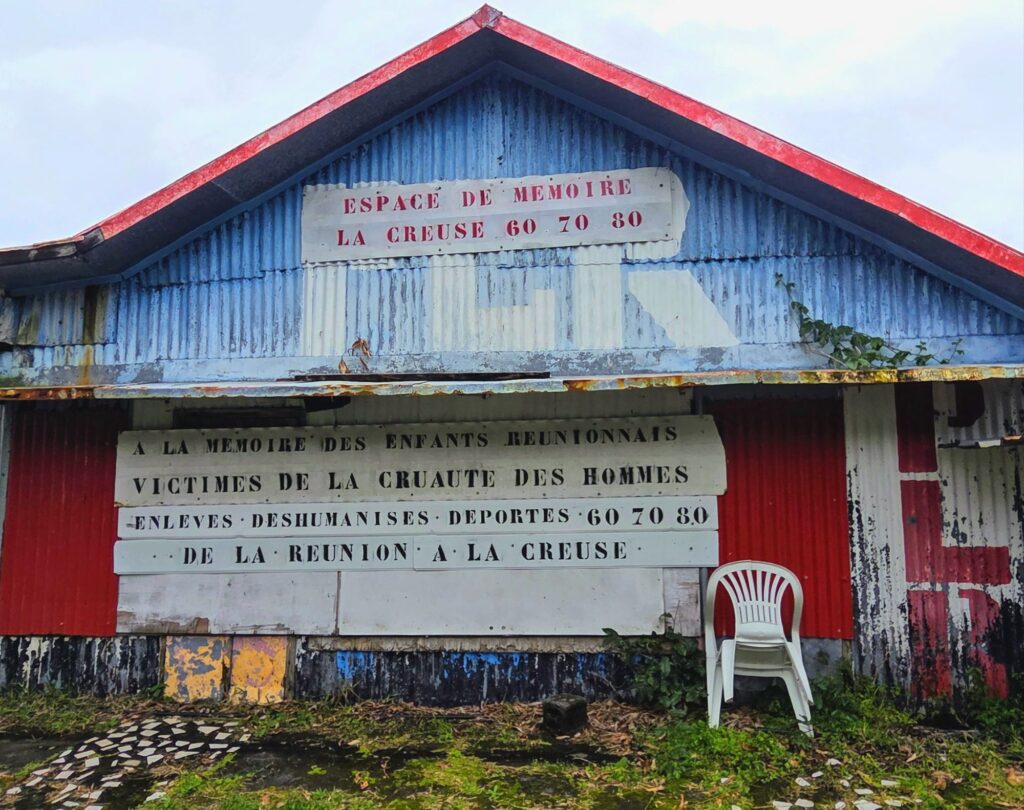 ESPACE DE MEMOIRE
LA CREUSE 60 70 80
A LA MEMOIRE DES ENFANTS REUNIONNAIS
VICTIMES DE LA CRUAUTE DES HOMMES
ENLEVES · DESHUMANISES · DEPORTES · 60 70 80
· DE LA REUNION A · LA CREUSE ·